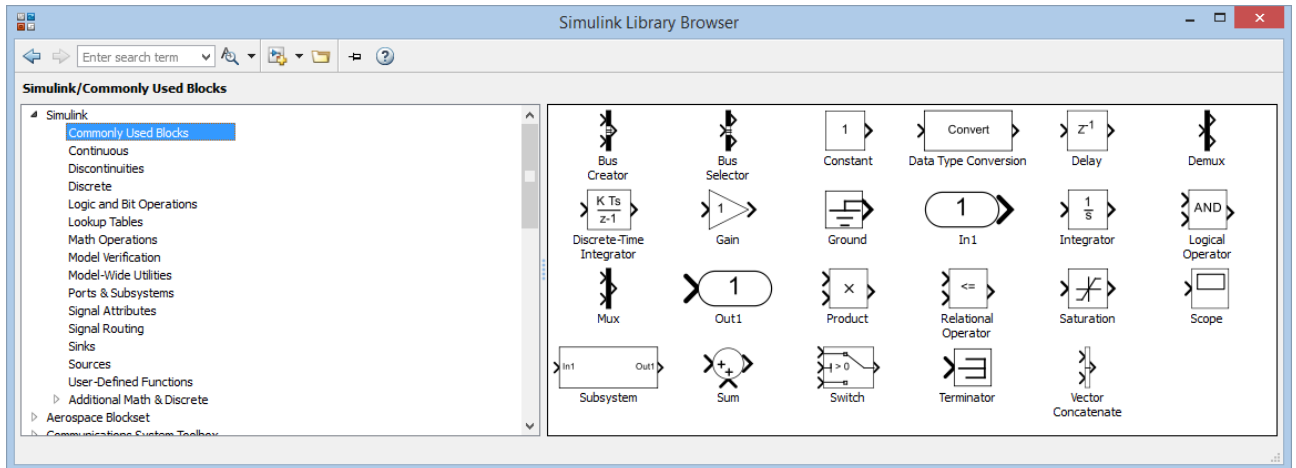 Simulink Library Browser
Enter search term
Simulink/Commonly Used Blocks
Simulink
Commonly Used Blocks
Continuous
Discontinuities
Discrete
Logic and Bit Operations
Lookup Tables
Math Operations
Model Verification
Model-Wide Utilities
Ports & Subsystems
Signal Attributes
Signal Routing
Sinks
Sources
User-Defined Functions
Additional Math & Discrete
Aerospace Blockset
Communications System Toolbox
Bus
Creator
Bus
Selector
1
Constant
Convert
Data Type Conversion
Z-1
Delay
Demux
K Ts
z-1
Discrete-Time
Integrator
1
Gain
Ground
1
In1
1
s
Integrator
AND
Logical
Operator
Mux
1
Out1
×
Product
<=
Relational
Operator
Saturation
Scope
In1 Out1
Subsystem
+
+
Sum
> 0
Switch
Terminator
Vector
Concatenate